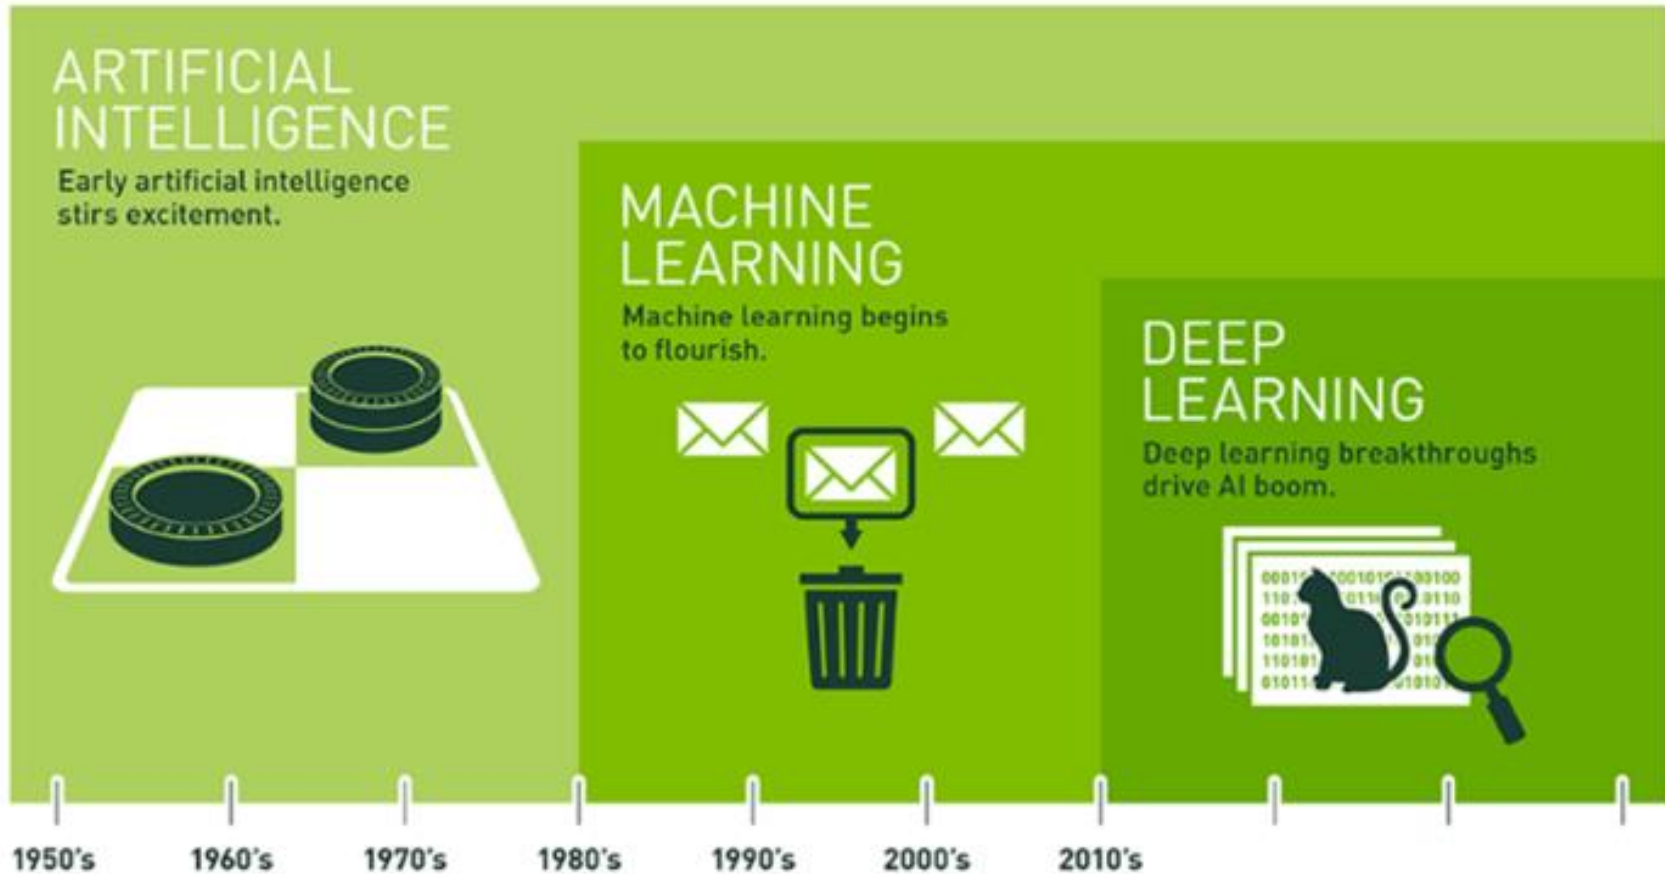 ARTIFICIAL
INTELLIGENCE
Early artificial intelligence
stirs excitement.
MACHINE
LEARNING
Machine learning begins
to flourish.
DEEP
LEARNING
Deep learning breakthroughs
drive AI boom.
1950's
1960's
1970's
1980's
1990's
2000's
2010's